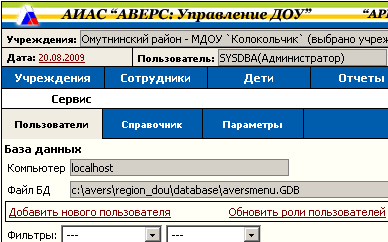 АИАС “АВЕРС: Управление ДОУ” “АР
Учреждения: Омутнинский район - МДОУ `Колокольчик` (выбрано учреж
Дата: 20.08.2009 Пользователь: SYSDBA(Администратор)
Учреждения Сотрудники Дети Отчеты
Сервис
Пользователи Справочник Параметры
База данных
Компьютер localhost
Файл БД c:\avers\region_dou\database\aversmenu.GDB
Добавить нового пользователя Обновить роли пользователей
Фильтры: --- ---